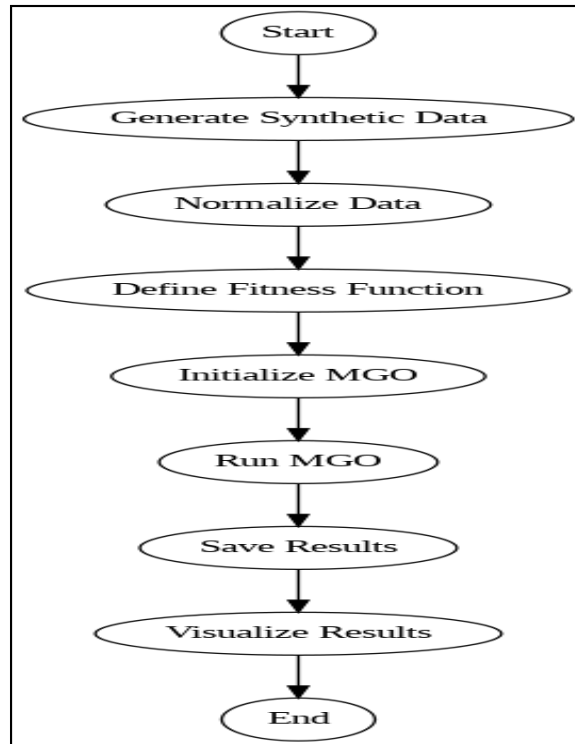 Start
Generate Synthetic Data
Normalize Data
Define Fitness Function
Initialize MGO
Run MGO
Save Results
Visualize Results
End